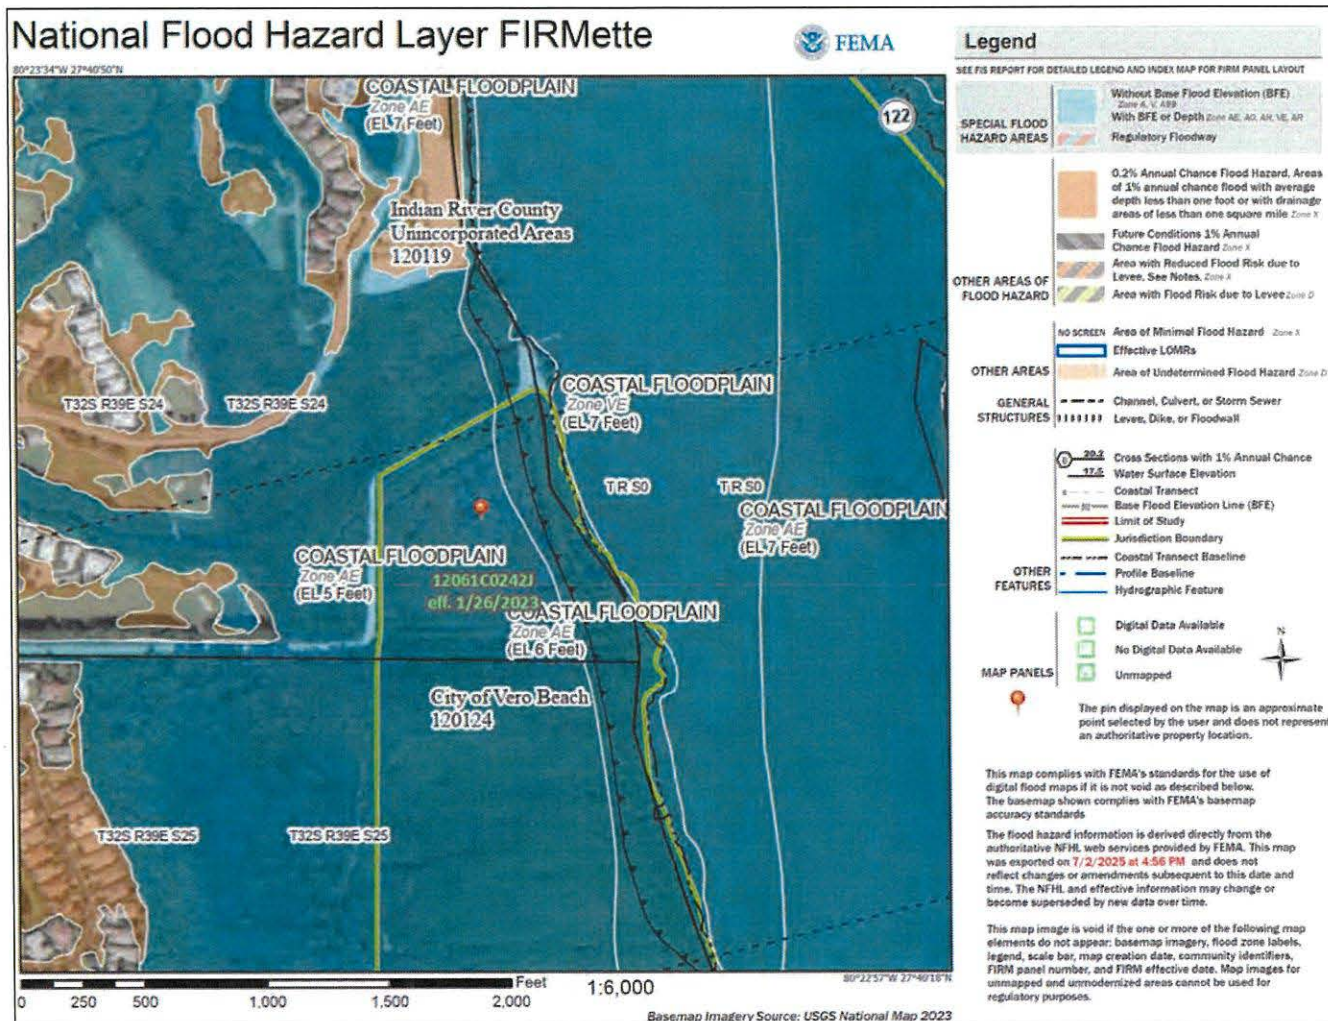 National Flood Hazard Layer FIRMette
FEMA
80°23'34"W 27°40'50"N
COASTAL FLOODPLAIN
Zone AE
(EL 7 Feet)
122
Indian River County
Unincorporated Areas
120119
T32S R39E S24
T32S R39E S24
COASTAL FLOODPLAIN
Zone VE
(EL 7 Feet)
T R S0
T R S0
COASTAL FLOODPLAIN
Zone AE
(EL 7 Feet)
COASTAL FLOODPLAIN
Zone AE
(EL 5 Feet)
12061C0242J
eff. 1/26/2023
COASTAL FLOODPLAIN
Zone AE
(EL 6 Feet)
City of Vero Beach
120124
T32S R39E S25
T32S R39E S25
80°22'57"W 27°40'18"N
Feet
1:6,000
0 250 500 1,000 1,500 2,000
Basemap Imagery Source: USGS National Map 2023
Legend
SEE FIS REPORT FOR DETAILED LEGEND AND INDEX MAP FOR FIRM PANEL LAYOUT
SPECIAL FLOOD
HAZARD AREAS
Without Base Flood Elevation (BFE)
Zone A, V, A99
With BFE or Depth Zone AE, AO, AH, VE, AR
Regulatory Floodway
0.2% Annual Chance Flood Hazard, Areas
of 1% annual chance flood with average
depth less than one foot or with drainage
areas of less than one square mile Zone X
Future Conditions 1% Annual
Chance Flood Hazard Zone X
Area with Reduced Flood Risk due to
Levee. See Notes. Zone X
Area with Flood Risk due to Levee Zone D
OTHER AREAS OF
FLOOD HAZARD
NO SCREEN Area of Minimal Flood Hazard Zone X
Effective LOMRs
Area of Undetermined Flood Hazard Zone D
OTHER AREAS
GENERAL
STRUCTURES
Channel, Culvert, or Storm Sewer
Levee, Dike, or Floodwall
20.2 Cross Sections with 1% Annual Chance
17.5 Water Surface Elevation
Coastal Transect
Base Flood Elevation Line (BFE)
Limit of Study
Jurisdiction Boundary
Coastal Transect Baseline
Profile Baseline
Hydrographic Feature
OTHER
FEATURES
Digital Data Available
No Digital Data Available
Unmapped
MAP PANELS
N
The pin displayed on the map is an approximate
point selected by the user and does not represent
an authoritative property location.
This map complies with FEMA's standards for the use of
digital flood maps if it is not void as described below.
The basemap shown complies with FEMA's basemap
accuracy standards
The flood hazard information is derived directly from the
authoritative NFHL web services provided by FEMA. This map
was exported on 7/2/2025 at 4:56 PM and does not
reflect changes or amendments subsequent to this date and
time. The NFHL and effective information may change or
become superseded by new data over time.
This map image is void if the one or more of the following map
elements do not appear: basemap imagery, flood zone labels,
legend, scale bar, map creation date, community identifiers,
FIRM panel number, and FIRM effective date. Map images for
unmapped and unmodernized areas cannot be used for
regulatory purposes.